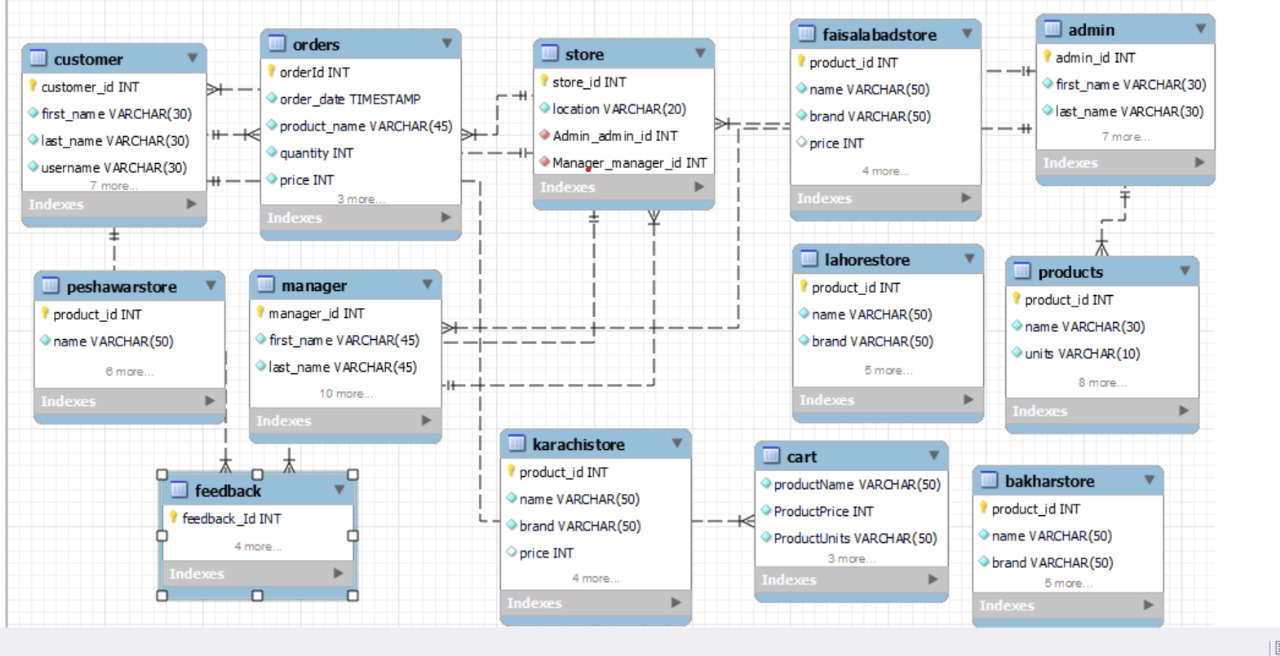 customer
customer_id INT
first_name VARCHAR(30)
last_name VARCHAR(30)
username VARCHAR(30)
7 more...
Indexes
orders
orderId INT
order_date TIMESTAMP
product_name VARCHAR(45)
quantity INT
price INT
3 more...
Indexes
store
store_id INT
location VARCHAR(20)
Admin_admin_id INT
Manager_manager_id INT
Indexes
faisalabadstore
product_id INT
name VARCHAR(50)
brand VARCHAR(50)
price INT
4 more...
Indexes
admin
admin_id INT
first_name VARCHAR(30)
last_name VARCHAR(30)
7 more...
Indexes
peshawarstore
product_id INT
name VARCHAR(50)
6 more...
Indexes
manager
manager_id INT
first_name VARCHAR(45)
last_name VARCHAR(45)
10 more...
Indexes
lahorestore
product_id INT
name VARCHAR(50)
brand VARCHAR(50)
5 more...
Indexes
products
product_id INT
name VARCHAR(30)
units VARCHAR(10)
8 more...
Indexes
feedback
feedback_Id INT
4 more...
Indexes
karachistore
product_id INT
name VARCHAR(50)
brand VARCHAR(50)
price INT
4 more...
Indexes
cart
productName VARCHAR(50)
ProductPrice INT
ProductUnits VARCHAR(50)
3 more...
Indexes
bakharstore
product_id INT
name VARCHAR(50)
brand VARCHAR(50)
5 more...
Indexes